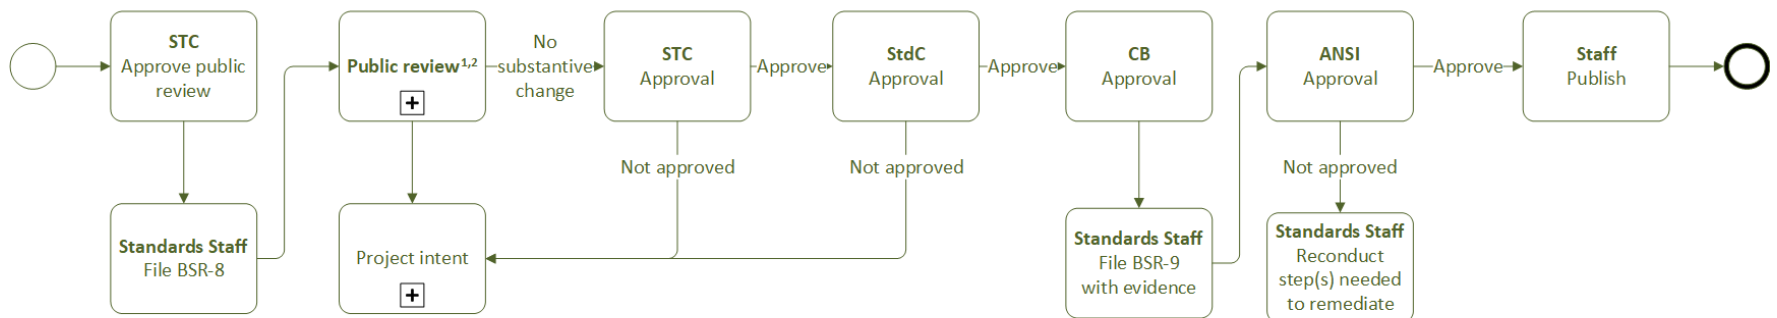 STC
Approve public
review
Standards Staff
File BSR-8
Public review¹,²
Project intent
No
substantive
change
STC
Approval
Approve
Not approved
StdC
Approval
Approve
Not approved
CB
Approval
Standards Staff
File BSR-9
with evidence
ANSI
Approval
Approve
Not approved
Standards Staff
Reconduct
step(s) needed
to remediate
Staff
Publish